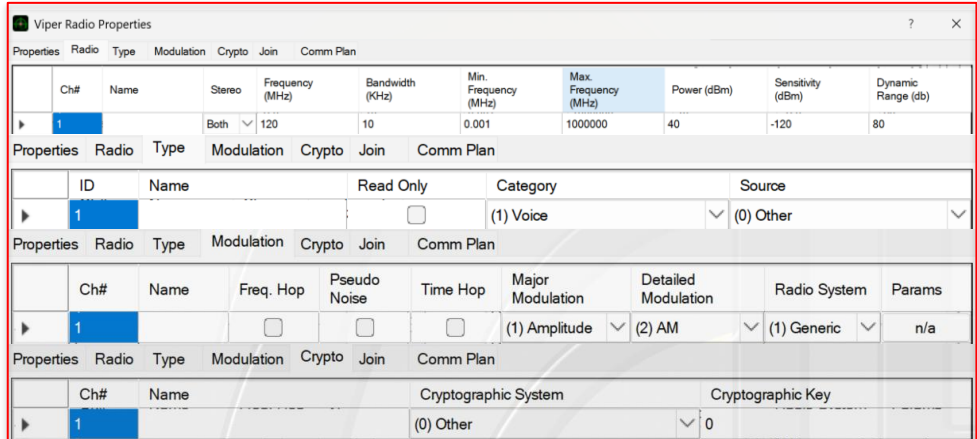 Viper Radio Properties ? ×
Properties Radio Type Modulation Crypto Join Comm Plan
Ch# Name Stereo Frequency (MHz) Bandwidth (KHz) Min. Frequency (MHz) Max. Frequency (MHz) Power (dBm) Sensitivity (dBm) Dynamic Range (db)
1 Both 120 10 0.001 1000000 40 -120 80
Properties Radio Type Modulation Crypto Join Comm Plan
ID Name Read Only Category Source
1 (1) Voice (0) Other
Properties Radio Type Modulation Crypto Join Comm Plan
Ch# Name Freq. Hop Pseudo Noise Time Hop Major Modulation Detailed Modulation Radio System Params
1 (1) Amplitude (2) AM (1) Generic n/a
Properties Radio Type Modulation Crypto Join Comm Plan
Ch# Name Cryptographic System Cryptographic Key
1 (0) Other 0